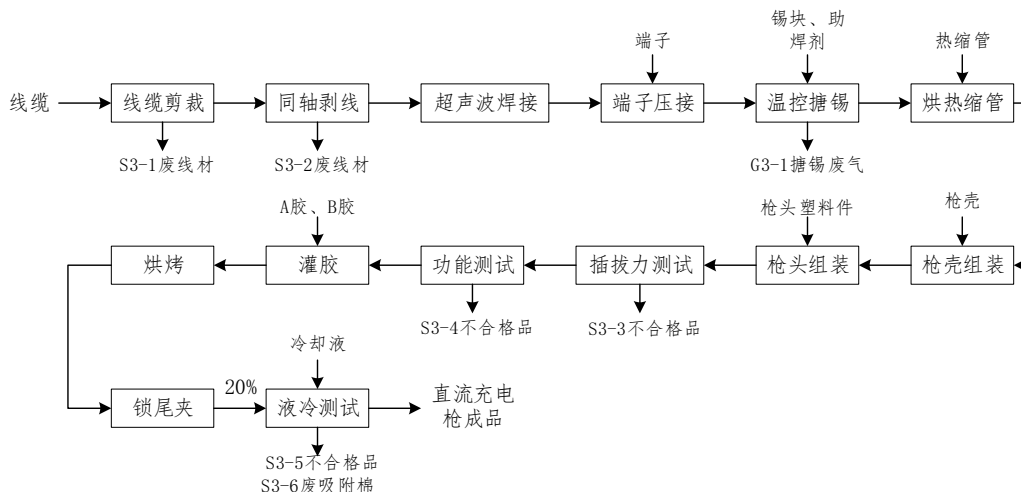 锡块、助
焊剂
端子
热缩管
线缆
线缆剪裁
同轴剥线
超声波焊接
端子压接
温控搪锡
烘热缩管
S3-1废线材
S3-2废线材
G3-1搪锡废气
A胶、B胶
枪头塑料件
枪壳
烘烤
灌胶
功能测试
插拔力测试
枪头组装
枪壳组装
S3-4不合格品
S3-3不合格品
冷却液
锁尾夹
20%
液冷测试
直流充电
枪成品
S3-5不合格品
S3-6废吸附棉